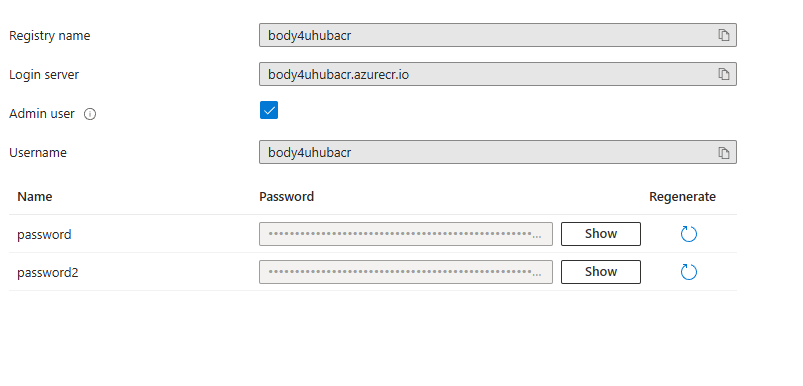 Registry name body4uhubacr
Login server body4uhubacr.azurecr.io
Admin user
Username body4uhubacr
Name Password Regenerate
password ••••••••••••••••••••••••••••••••••••••••••••••••••... Show
password2 ••••••••••••••••••••••••••••••••••••••••••••••••••... Show